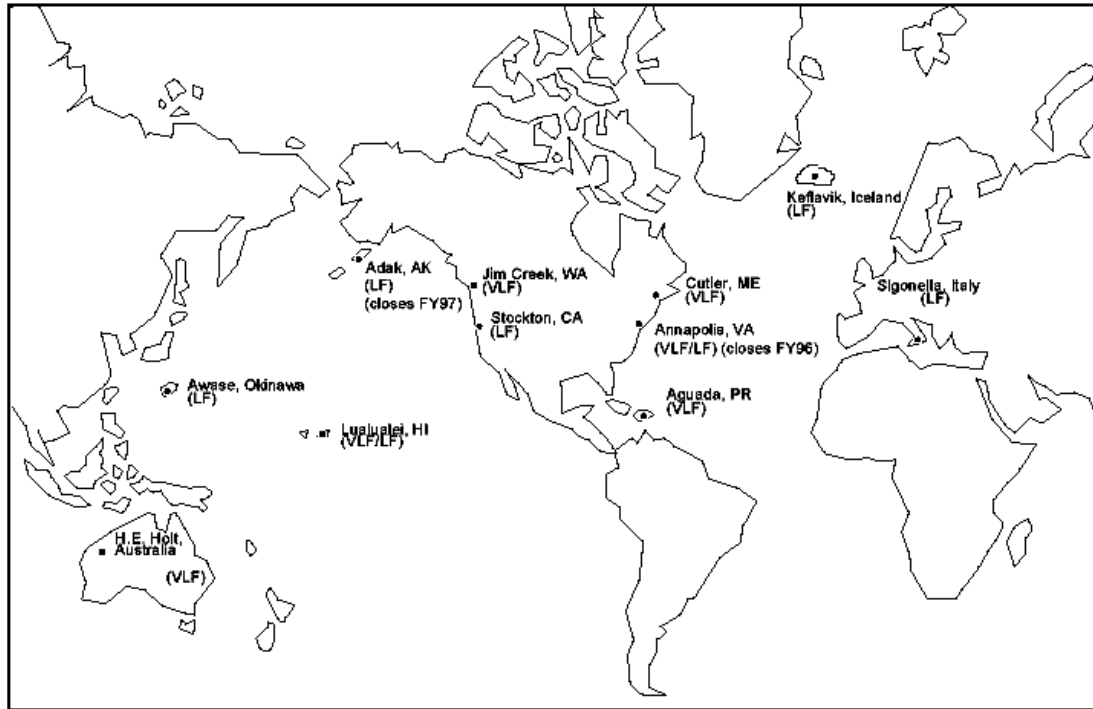 Keflavik, Iceland
(LF)
Adak, AK
(LF)
(closes FY97)
Jim Creek, WA
(VLF)
Stockton, CA
(LF)
Cutler, ME
(VLF)
Annapolis, VA
(VLF/LF) (closes FY96)
Sigonella, Italy
(LF)
Awase, Okinawa
(LF)
Lualualei, HI
(VLF/LF)
Aguada, PR
(VLF)
H.E. Holt,
Australia
(VLF)